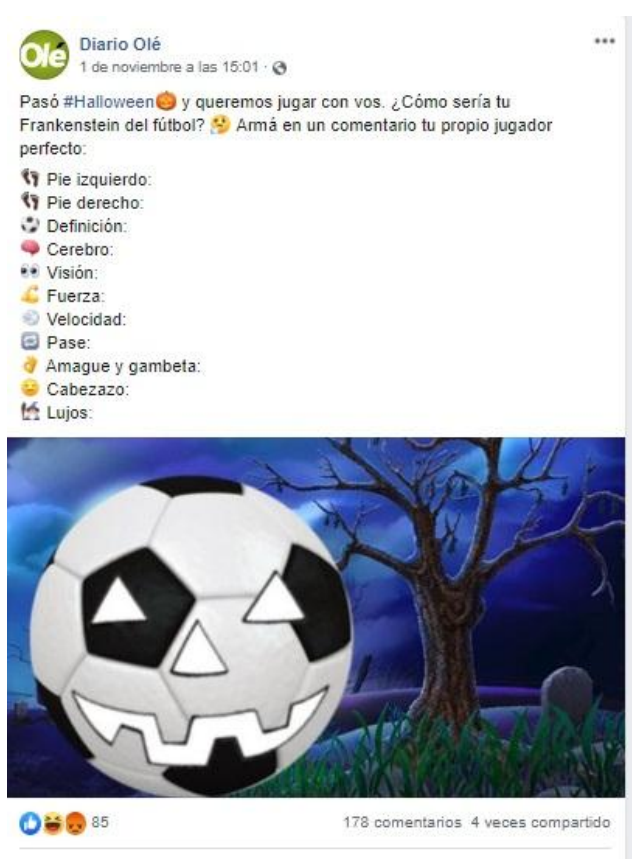 Olé
Diario Olé
1 de noviembre a las 15:01 ·
Pasó #Halloween🎃 y queremos jugar con vos. ¿Cómo sería tu
Frankenstein del fútbol? 🤔 Armá en un comentario tu propio jugador
perfecto:
👣 Pie izquierdo:
👣 Pie derecho:
⚽ Definición:
🧠 Cerebro:
👀 Visión:
💪 Fuerza:
💨 Velocidad:
🔁 Pase:
👌 Amague y gambeta:
😑 Cabezazo:
Lujos:
85
178 comentarios 4 veces compartido